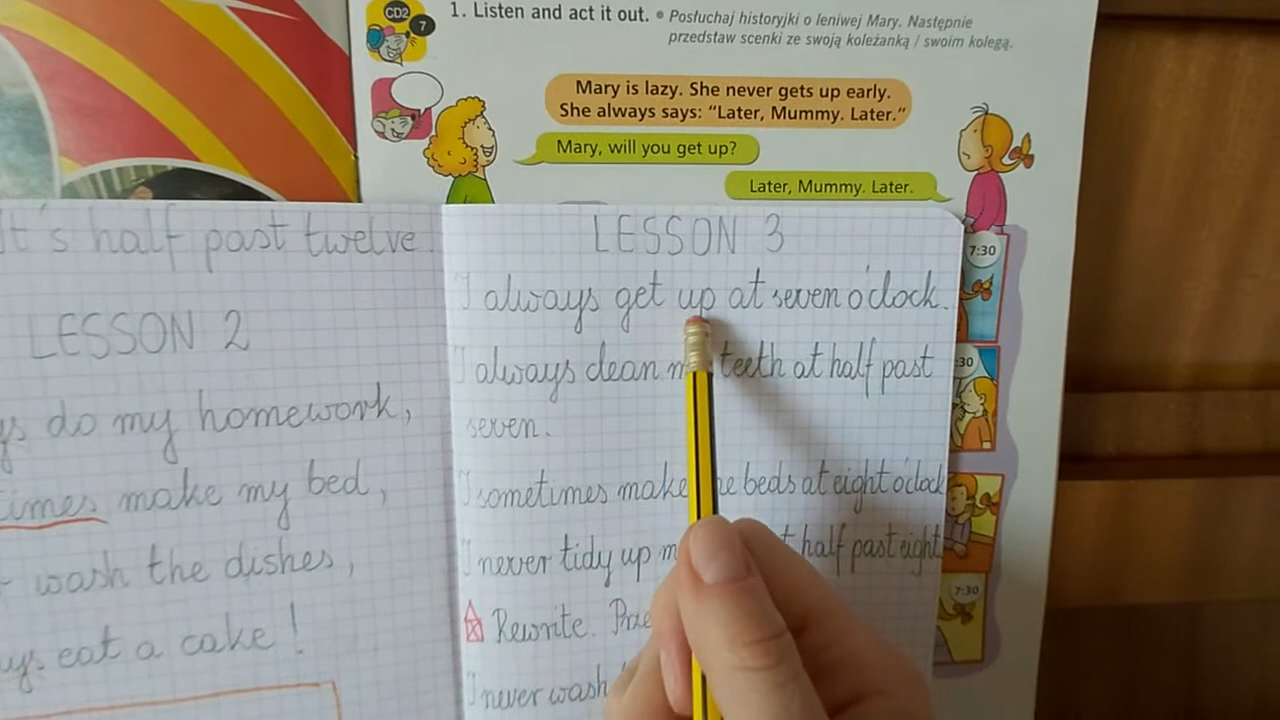 CD2
7
1. Listen and act it out. • Posłuchaj historyjki o leniwej Mary. Następnie
przedstaw scenki ze swoją koleżanką / swoim kolegą.
Mary is lazy. She never gets up early.
She always says: “Later, Mummy. Later.”
Mary, will you get up?
Later, Mummy. Later.
It's half past twelve.
LESSON 2
do my homework,
make my bed,
wash the dishes,
eat a cake!
LESSON 3
I always get up at seven o'clock.
I always clean teeth at half past
seven.
I sometimes make beds at eight o'clock
I never tidy up half past eight
Rewrite.
I never wash
7:30
:30
7:30